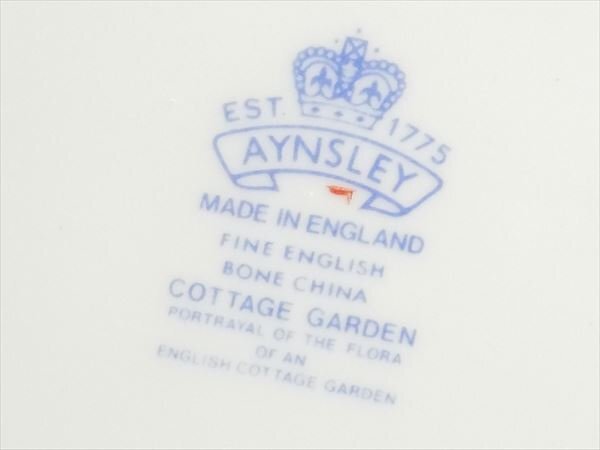 EST. 1775
AYNSLEY
MADE IN ENGLAND
FINE ENGLISH
BONE CHINA
COTTAGE GARDEN
PORTRAYAL OF THE FLORA
OF AN
ENGLISH COTTAGE GARDEN